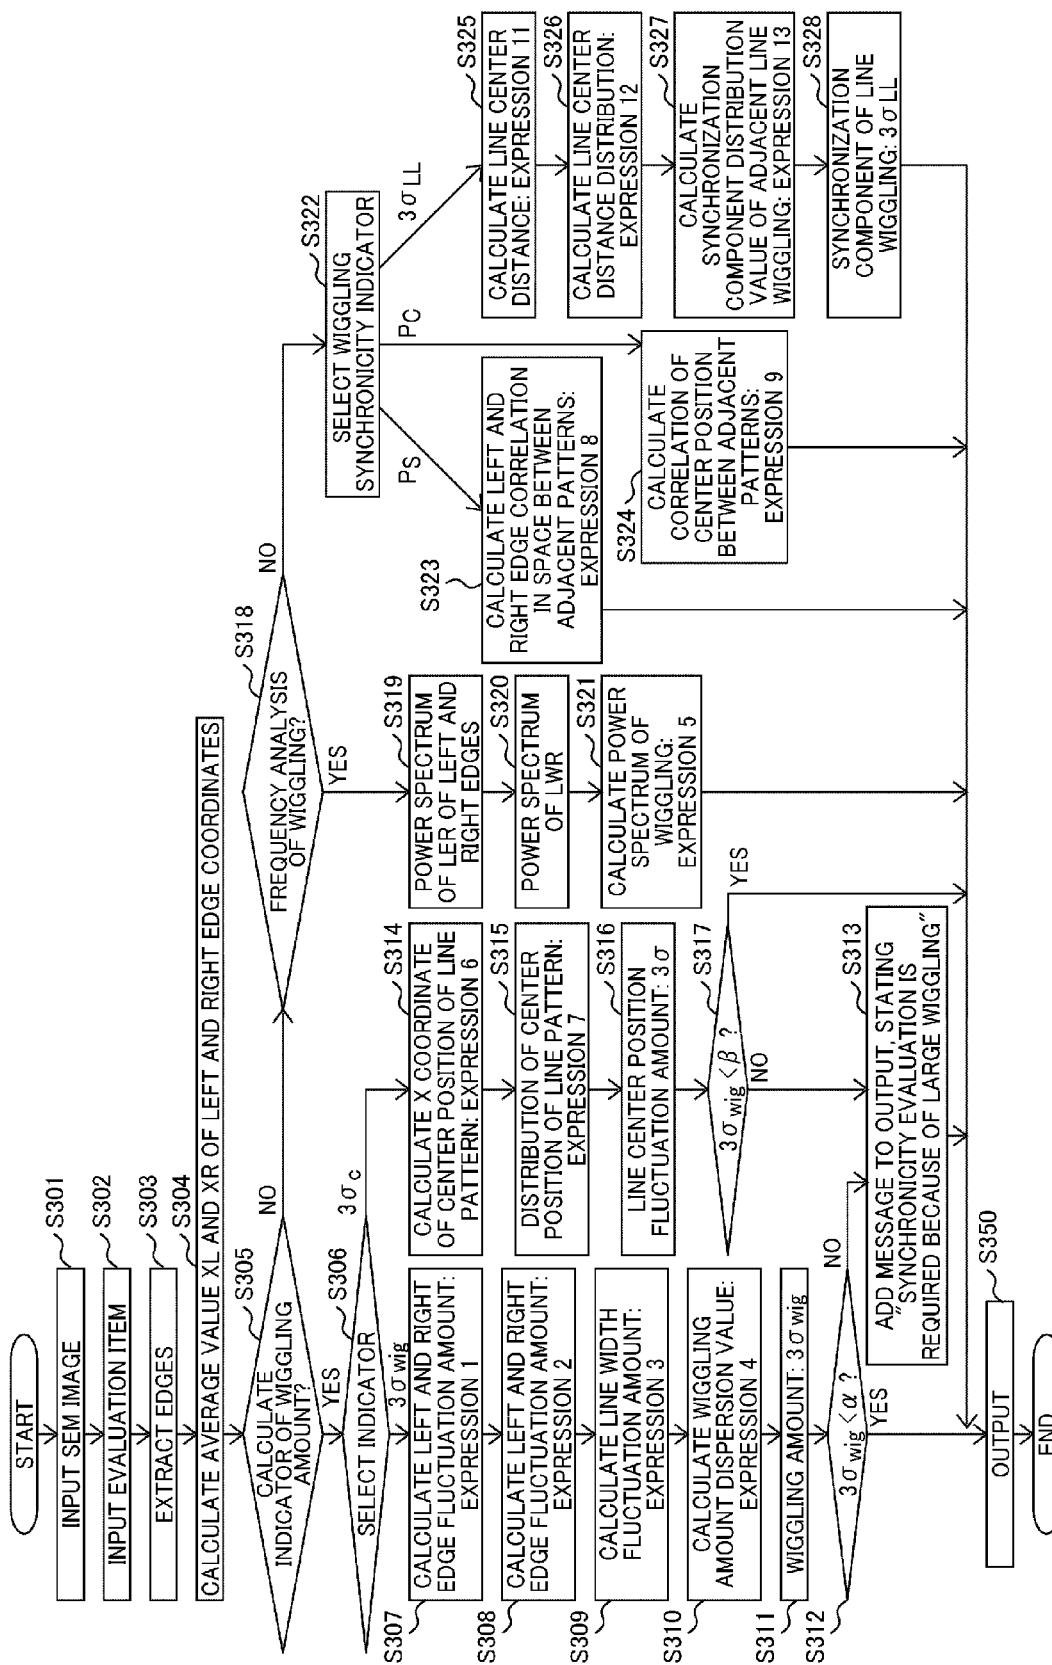 START
S301
INPUT SEM IMAGE
S302
INPUT EVALUATION ITEM
S303
EXTRACT EDGES
S304
CALCULATE AVERAGE VALUE XL AND XR OF LEFT AND RIGHT EDGE COORDINATES
S305
CALCULATE
INDICATOR OF WIGGLING
AMOUNT?
NO
YES
S306
SELECT INDICATOR
3σc
3σwig
S307
CALCULATE LEFT AND RIGHT
EDGE FLUCTUATION AMOUNT:
EXPRESSION 1
S308
CALCULATE LEFT AND RIGHT
EDGE FLUCTUATION AMOUNT:
EXPRESSION 2
S309
CALCULATE LINE WIDTH
FLUCTUATION AMOUNT:
EXPRESSION 3
S310
CALCULATE WIGGLING
AMOUNT DISPERSION VALUE:
EXPRESSION 4
S311
WIGGLING AMOUNT: 3σwig
S312
3σwig<α ?
NO
YES
S314
CALCULATE X COORDINATE
OF CENTER POSITION OF LINE
PATTERN: EXPRESSION 6
S315
DISTRIBUTION OF CENTER
POSITION OF LINE PATTERN:
EXPRESSION 7
S316
LINE CENTER POSITION
FLUCTUATION AMOUNT: 3σ
S317
3σwig<β ?
YES
NO
S313
ADD MESSAGE TO OUTPUT, STATING
"SYNCHRONICITY EVALUATION IS
REQUIRED BECAUSE OF LARGE WIGGLING"
S318
FREQUENCY ANALYSIS
OF WIGGLING?
NO
YES
S319
POWER SPECTRUM
OF LER OF LEFT AND
RIGHT EDGES
S320
POWER SPECTRUM
OF LWR
S321
CALCULATE POWER
SPECTRUM OF
WIGGLING:
EXPRESSION 5
S322
SELECT WIGGLING
SYNCHRONICITY INDICATOR
PS
PC
3σLL
S323
CALCULATE LEFT AND
RIGHT EDGE CORRELATION
IN SPACE BETWEEN
ADJACENT PATTERNS:
EXPRESSION 8
S324
CALCULATE
CORRELATION OF
CENTER POSITION
BETWEEN ADJACENT
PATTERNS:
EXPRESSION 9
S325
CALCULATE LINE CENTER
DISTANCE: EXPRESSION 11
S326
CALCULATE LINE CENTER
DISTANCE DISTRIBUTION:
EXPRESSION 12
S327
CALCULATE
SYNCHRONIZATION
COMPONENT DISTRIBUTION
VALUE OF ADJACENT LINE
WIGGLING: EXPRESSION 13
S328
SYNCHRONIZATION
COMPONENT OF LINE
WIGGLING: 3σLL
S350
OUTPUT
END